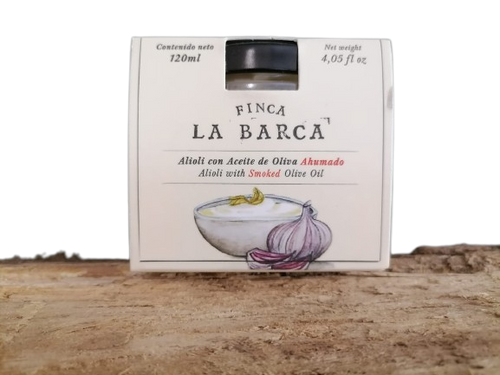 Contenido neto
120ml
Net weight
4,05 fl oz
FINCA
LA BARCA
Alioli con Aceite de Oliva Ahumado
Alioli with Smoked Olive Oil